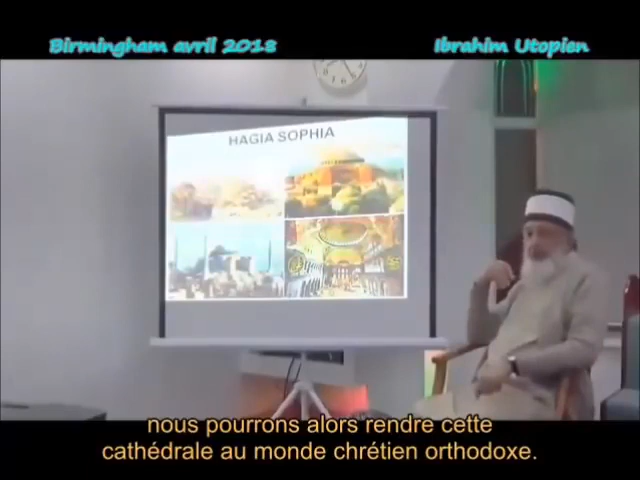 Birmingham avril 2018 Ibrahim Utopien
HAGIA SOPHIA
nous pourrons alors rendre cette
cathédrale au monde chrétien orthodoxe.